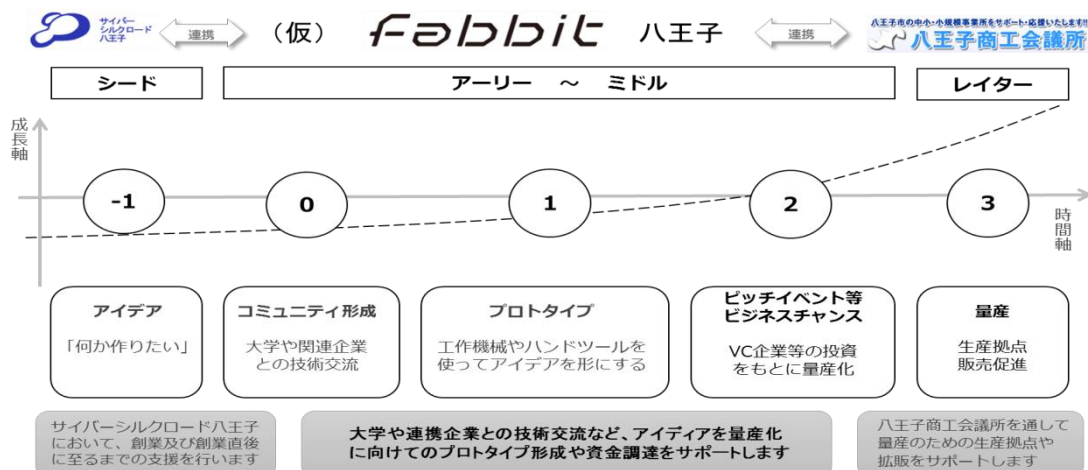 サイバー
シルクロード
八王子
連携
（仮）
fabbit
八王子
連携
八王子市の中小・小規模事業所をサポート・応援いたします!!
八王子商工会議所
シード
アーリー ～ ミドル
レイター
成長軸
-1
0
1
2
3
時間軸
アイデア
「何か作りたい」
コミュニティ形成
大学や関連企業
との技術交流
プロトタイプ
工作機械やハンドツールを
使ってアイデアを形にする
ピッチイベント等
ビジネスチャンス
VC企業等の投資
をもとに量産化
量産
生産拠点
販売促進
サイバーシルクロード八王子
において、創業及び創業直後
に至るまでの支援を行います
大学や連携企業との技術交流など、アイディアを量産化
に向けてのプロトタイプ形成や資金調達をサポートします
八王子商工会議所を通して
量産のための生産拠点や
拡販をサポートします